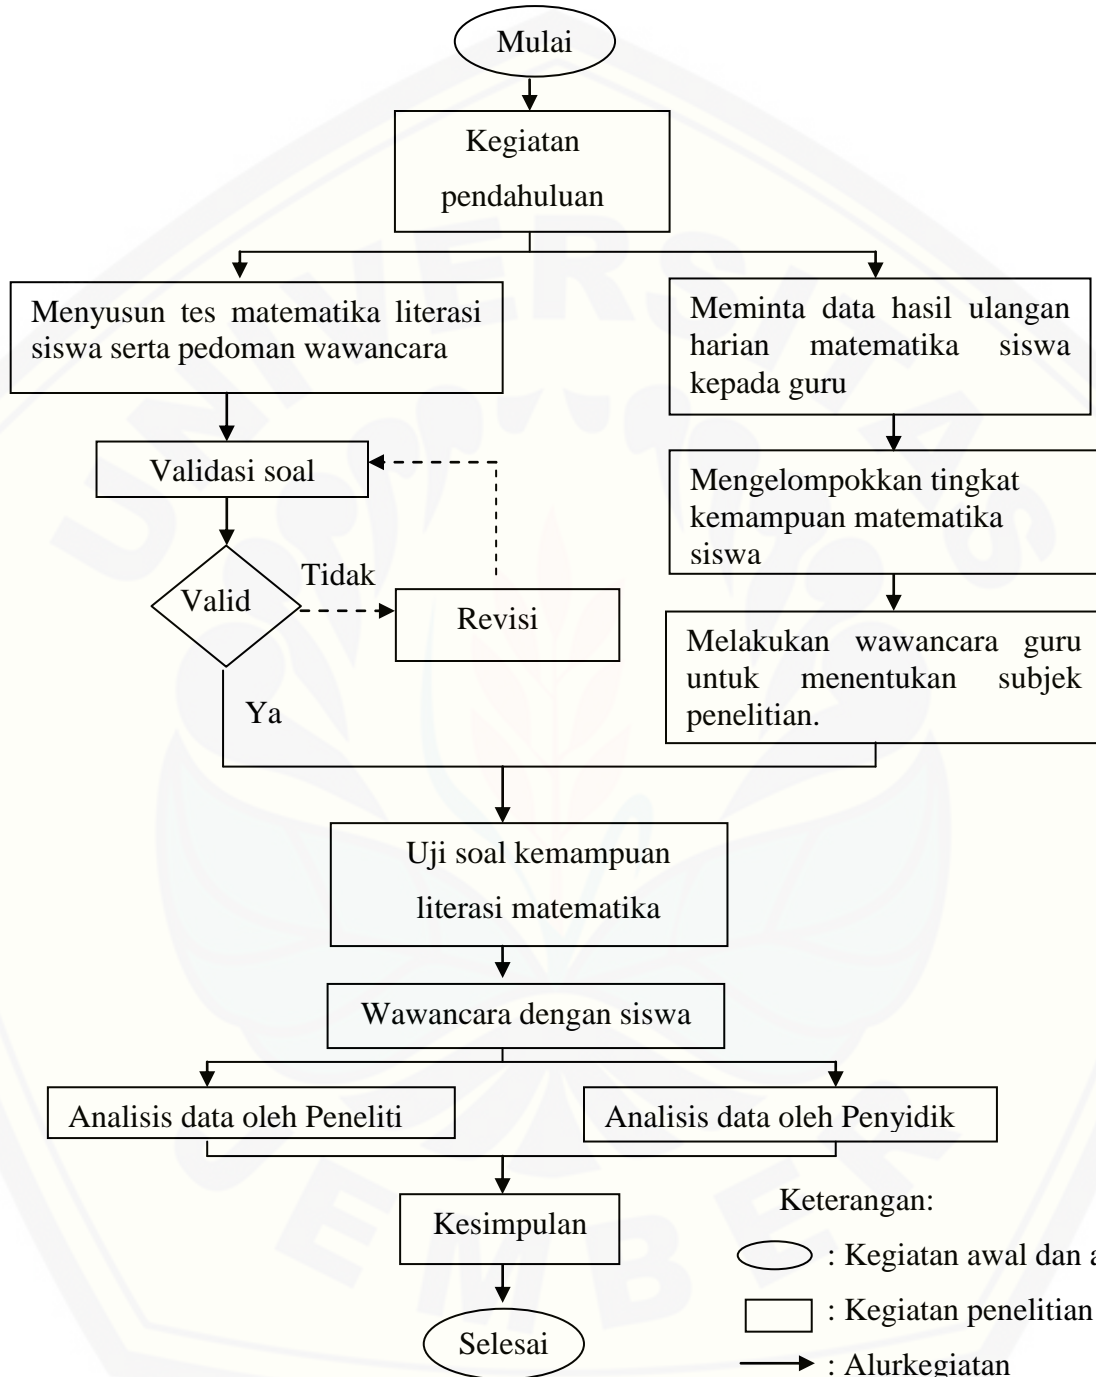 Mulai
Kegiatan
pendahuluan
Menyusun tes matematika literasi
siswa serta pedoman wawancara
Meminta data hasil ulangan
harian matematika siswa
kepada guru
Validasi soal
Mengelompokkan tingkat
kemampuan matematika
siswa
Valid
Tidak
Revisi
Melakukan wawancara guru
untuk menentukan subjek
penelitian.
Ya
Uji soal kemampuan
literasi matematika
Wawancara dengan siswa
Analisis data oleh Peneliti
Analisis data oleh Penyidik
Kesimpulan
Keterangan:
: Kegiatan awal dan a
: Kegiatan penelitian
Selesai
: Alurkegiatan
UNIVERSITAS
JEMBER